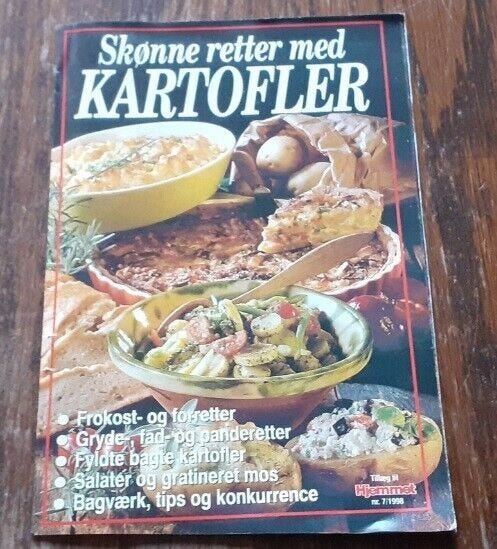 Skønne retter med
KARTOFLER
● Frokost- og forretter
● Gryde-, fad- og panderetter
● Fyldte bagte kartofler
● Salater og gratineret mos
● Bagværk, tips og konkurrence
Tillæg til
Hjemmet
nr. 7/1998